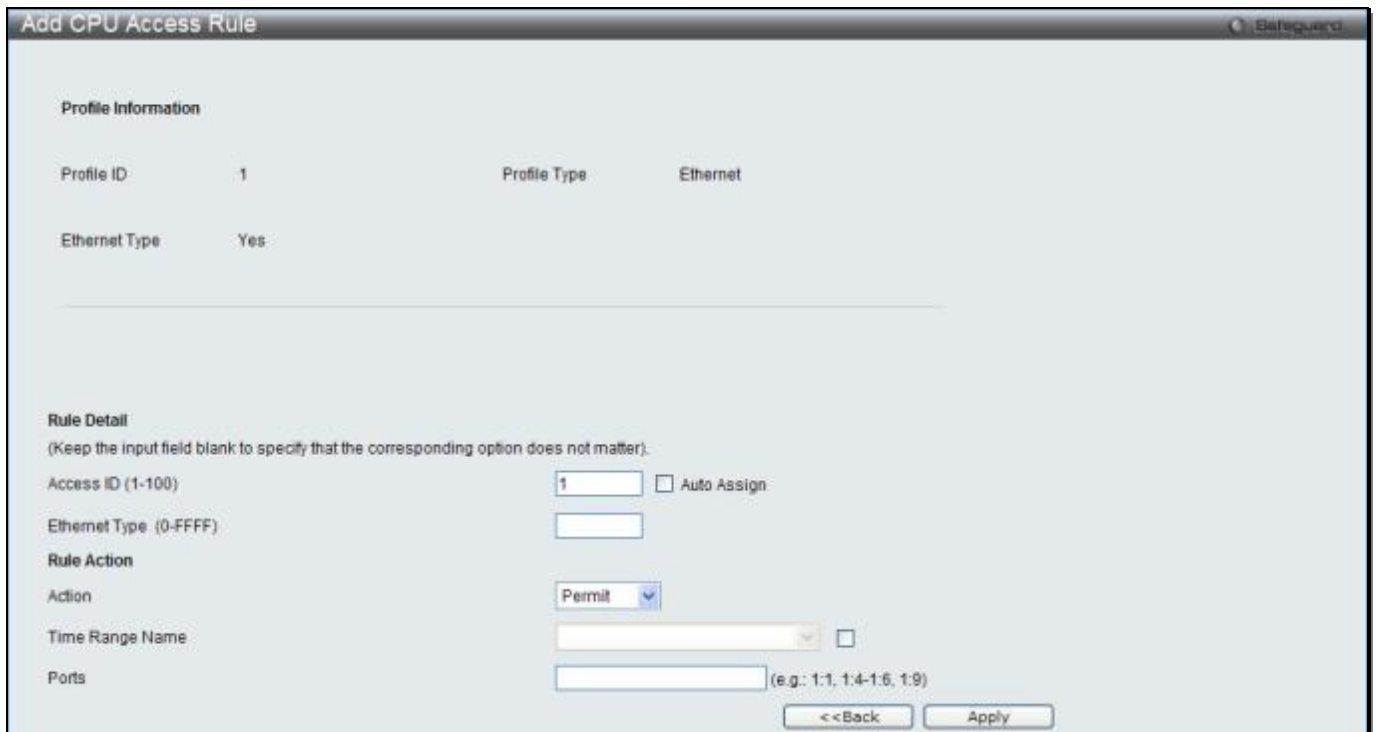 Add CPU Access Rule
Safeguard
Profile Information
Profile ID 1 Profile Type Ethernet
Ethernet Type Yes
Rule Detail
(Keep the input field blank to specify that the corresponding option does not matter).
Access ID (1-100) 1 Auto Assign
Ethernet Type (0-FFFF)
Rule Action
Action Permit
Time Range Name
Ports (e.g.: 1:1, 1:4-1:6, 1:9)
<<Back Apply